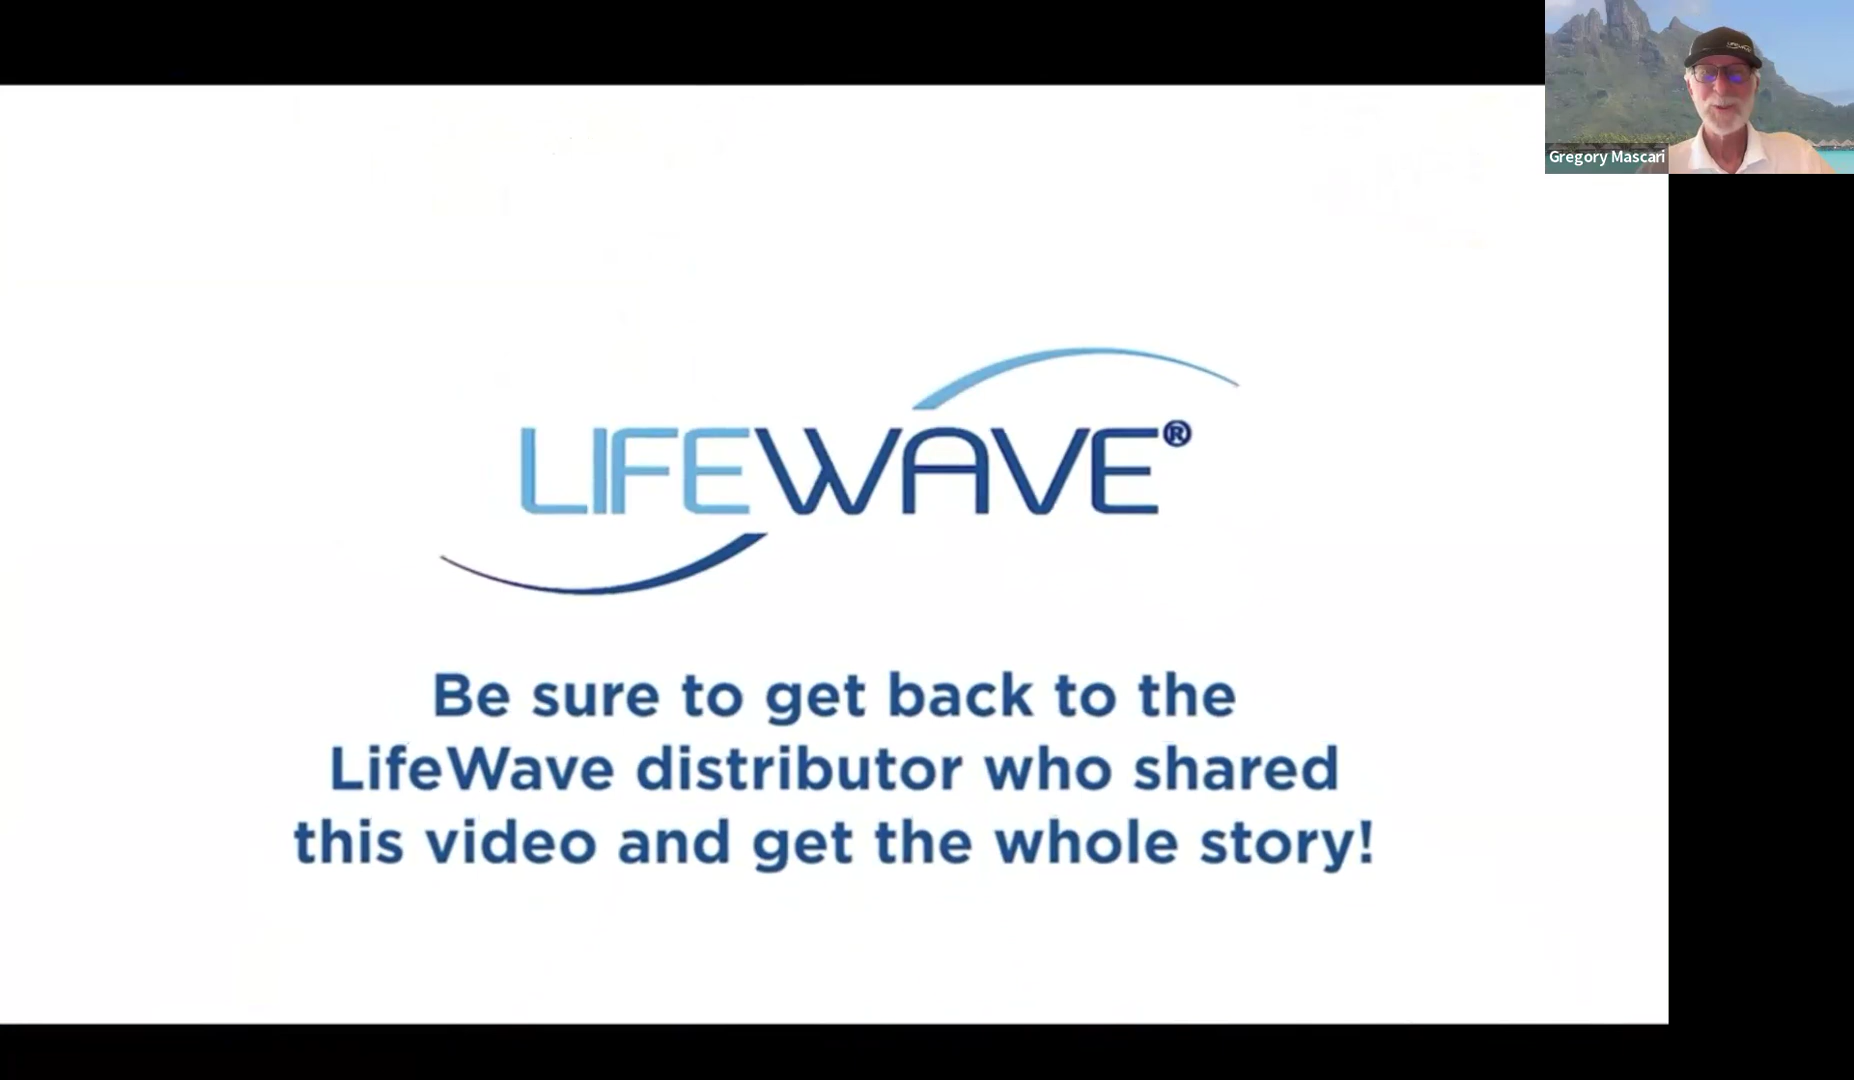 Gregory Mascari
LIFEWAVE®
Be sure to get back to the
LifeWave distributor who shared
this video and get the whole story!